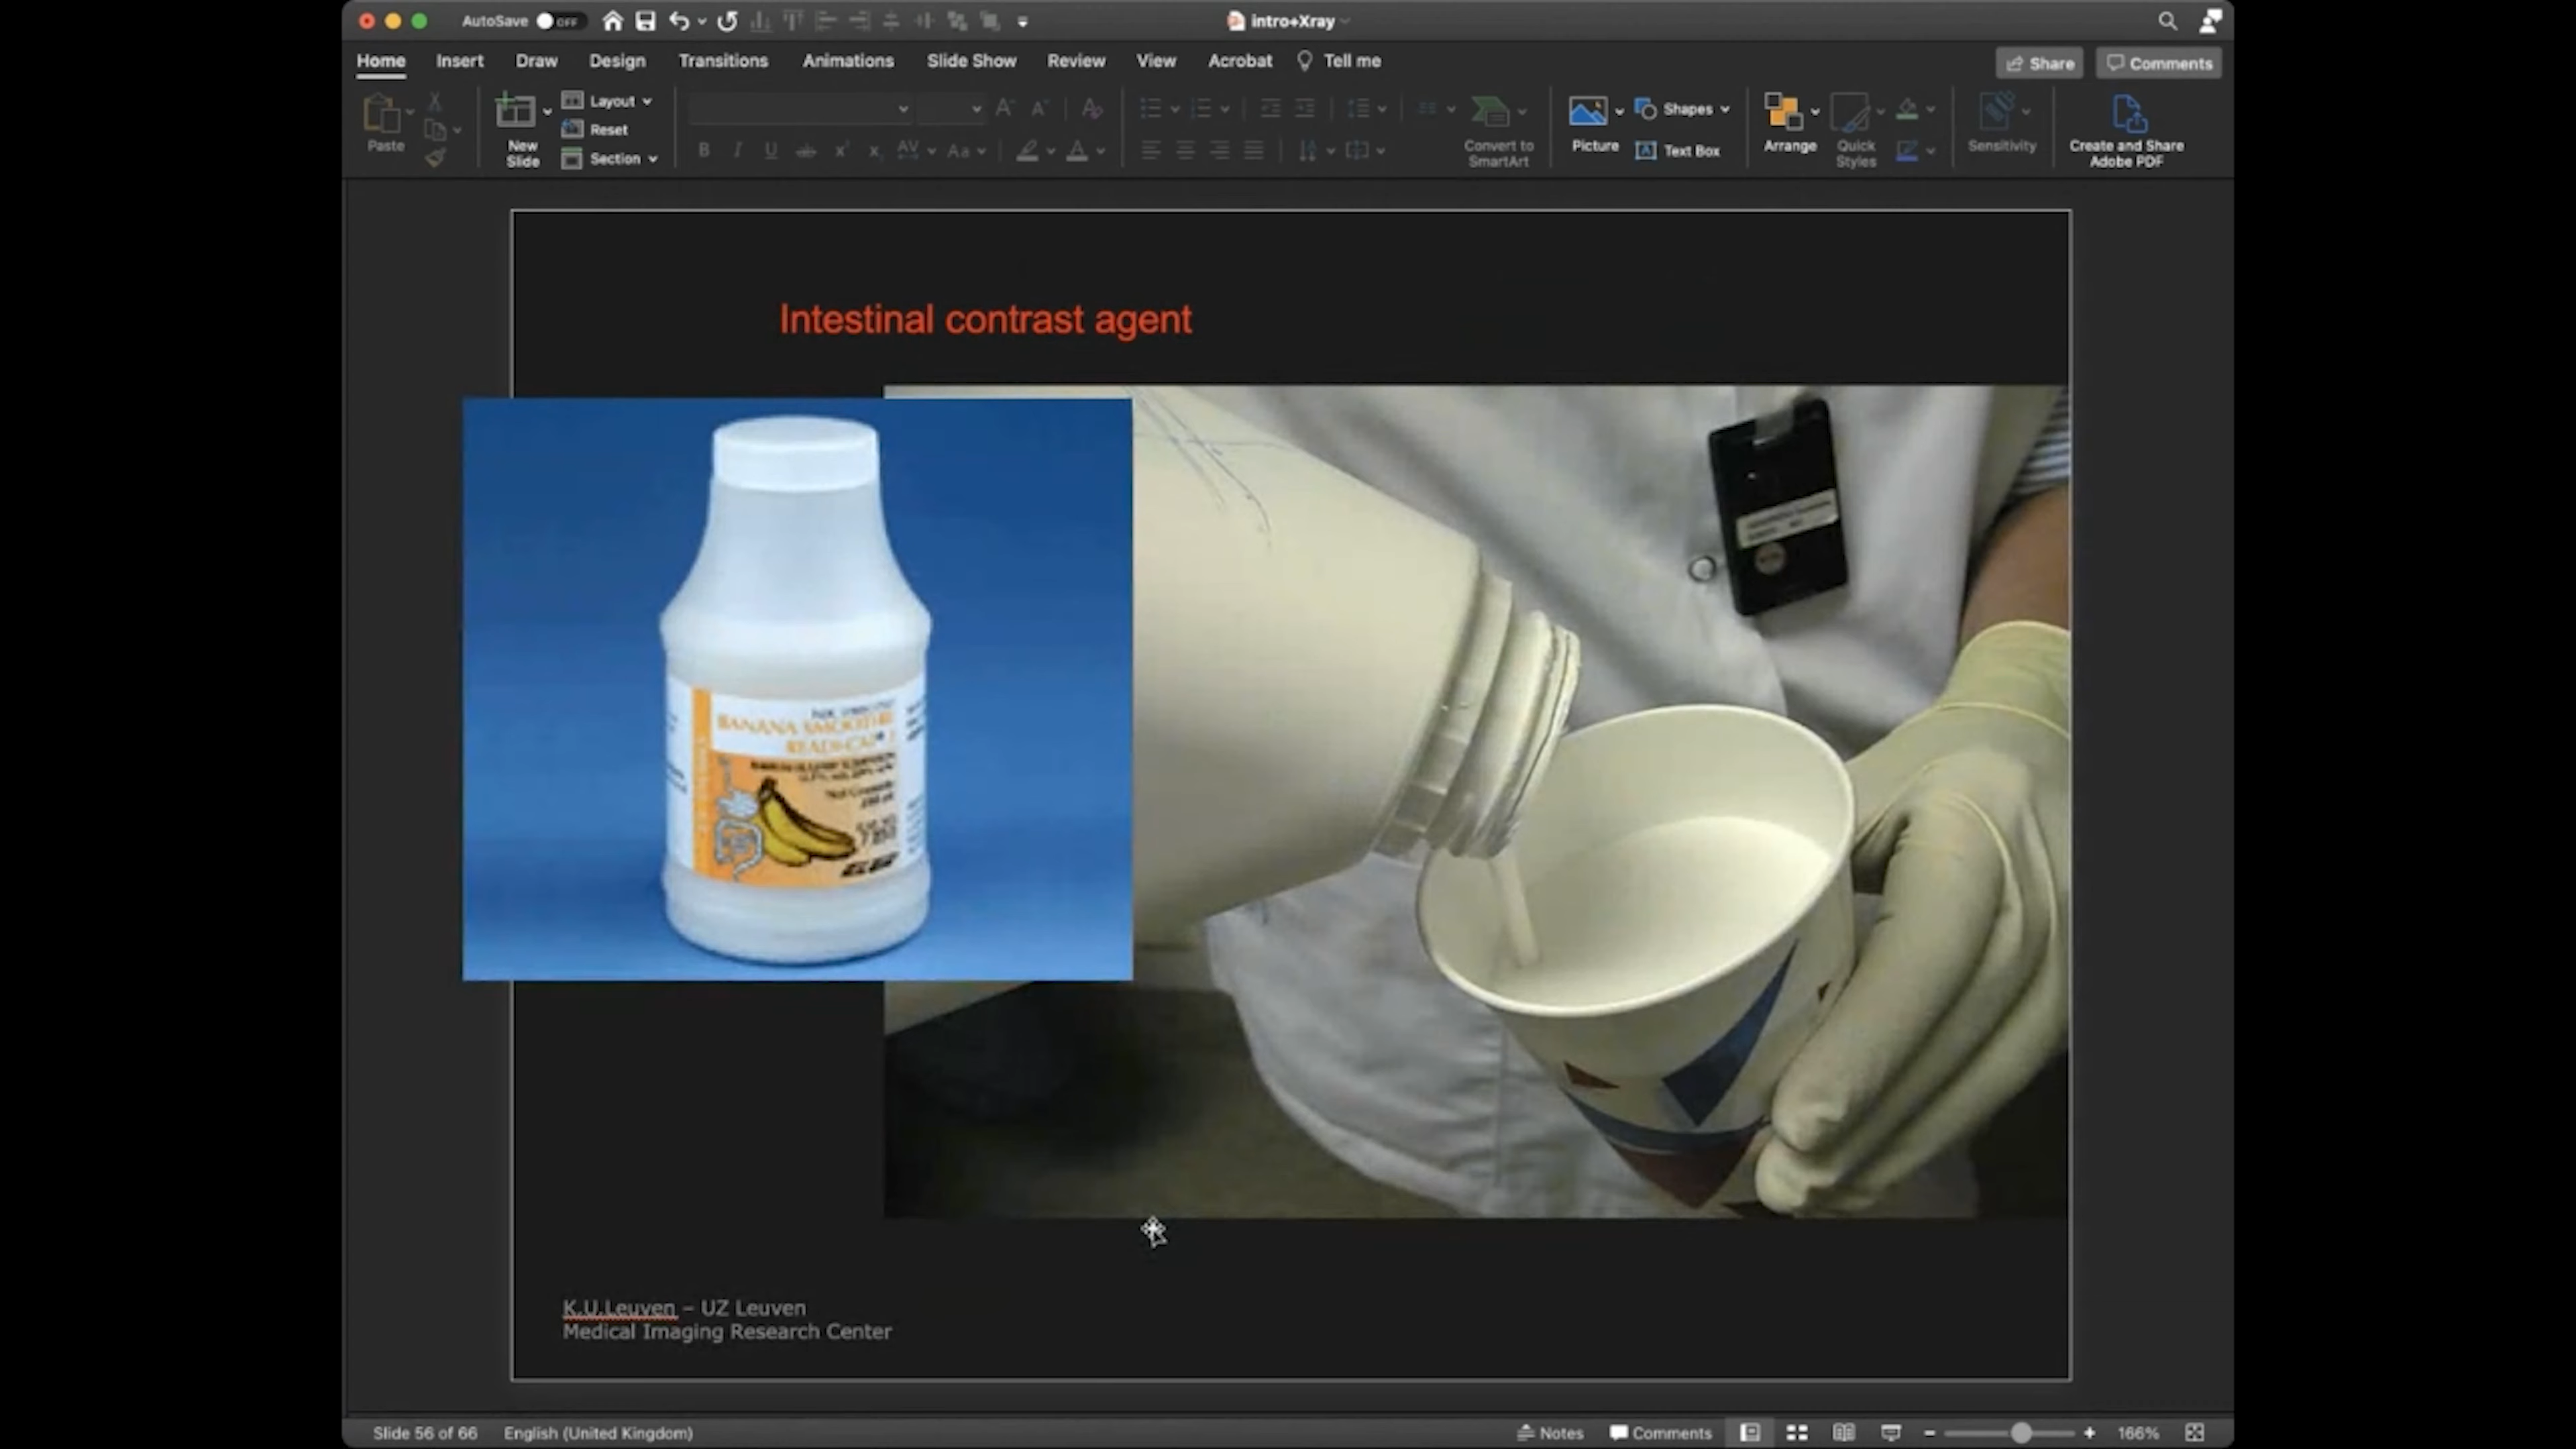 AutoSave OFF
intro+Xray
Home Insert Draw Design Transitions Animations Slide Show Review View Acrobat Tell me
Share Comments
Paste
New Slide
Layout
Reset
Section
Convert to SmartArt
Picture
Shapes
Text Box
Arrange
Quick Styles
Sensitivity
Create and Share Adobe PDF
Intestinal contrast agent
BANANA SMOOTHIE
READI-CAT
K.U.Leuven – UZ Leuven
Medical Imaging Research Center
Slide 56 of 66 English (United Kingdom) Notes Comments 166%